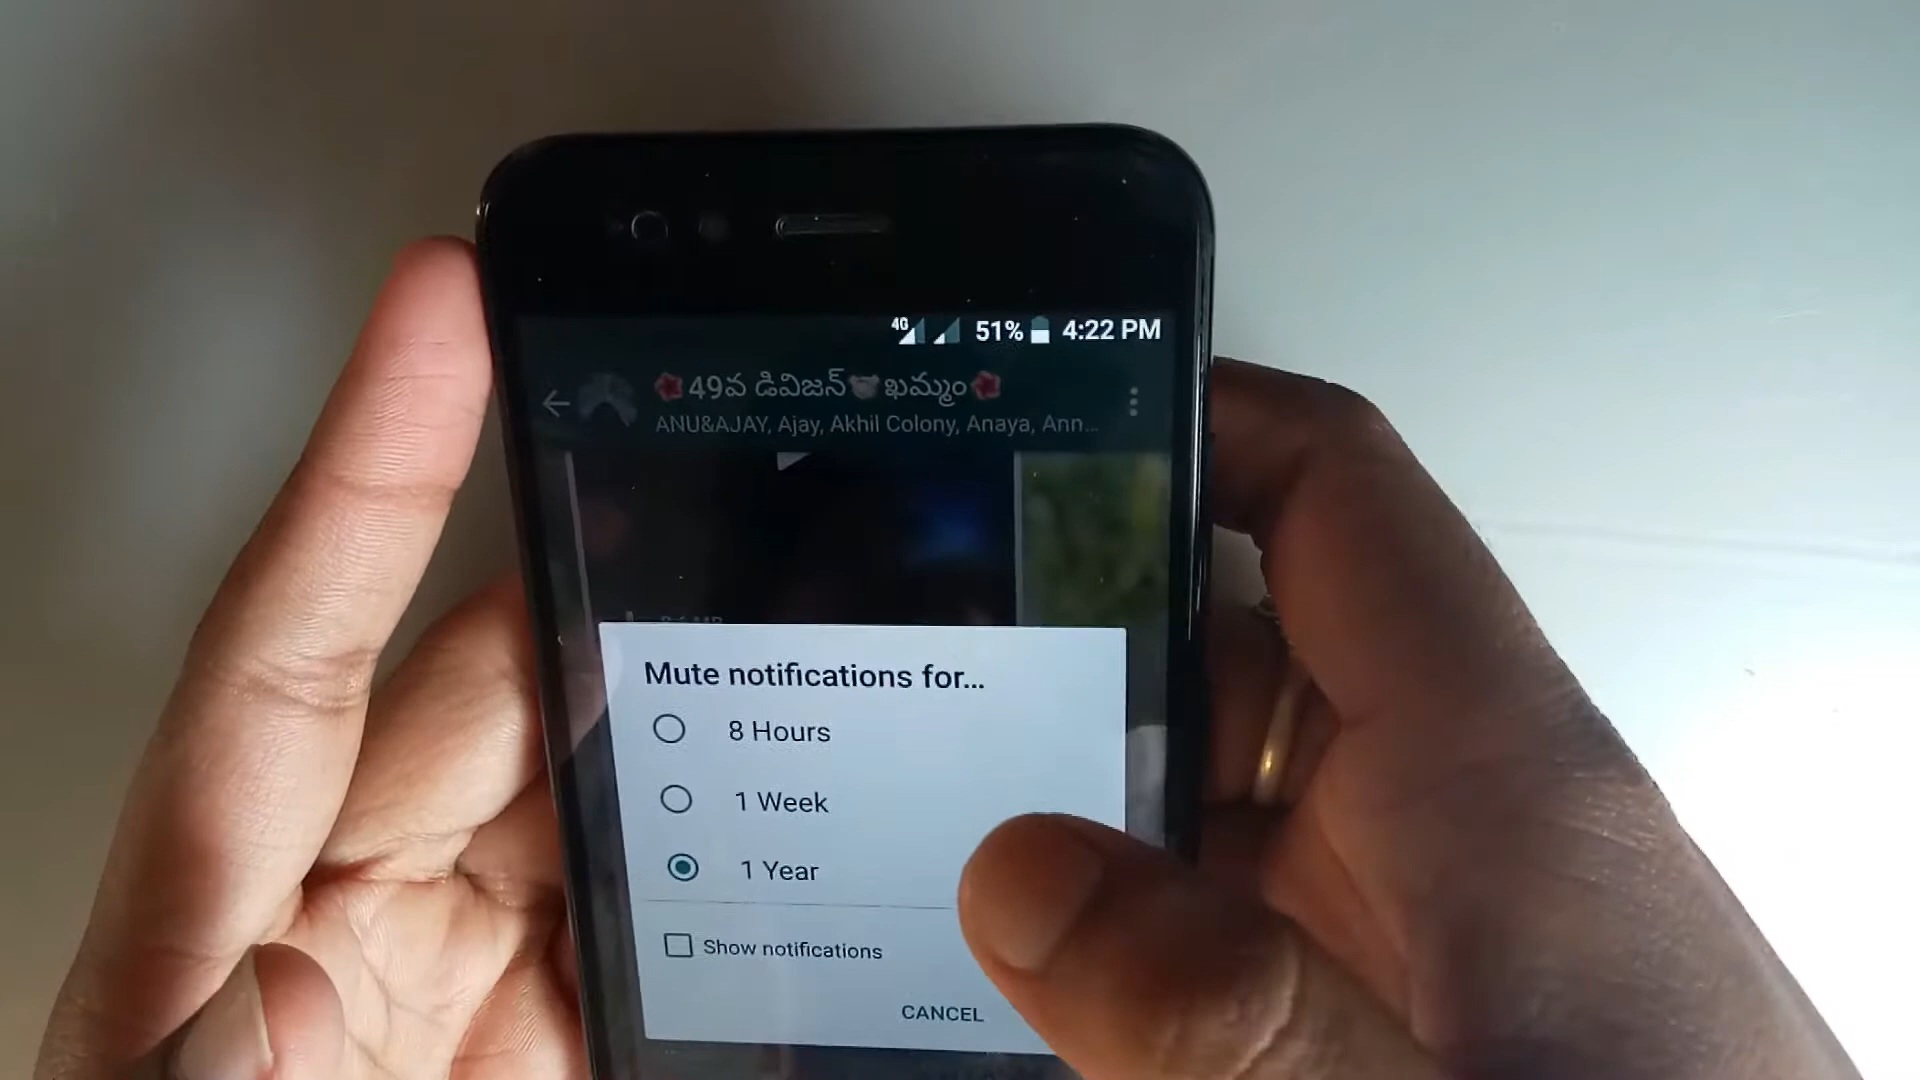 4G 51% 4:22 PM
49వ డివిజన్ ఖమ్మం
ANU&AJAY, Ajay, Akhil Colony, Anaya, Ann...
Mute notifications for...
8 Hours
1 Week
1 Year
Show notifications
CANCEL